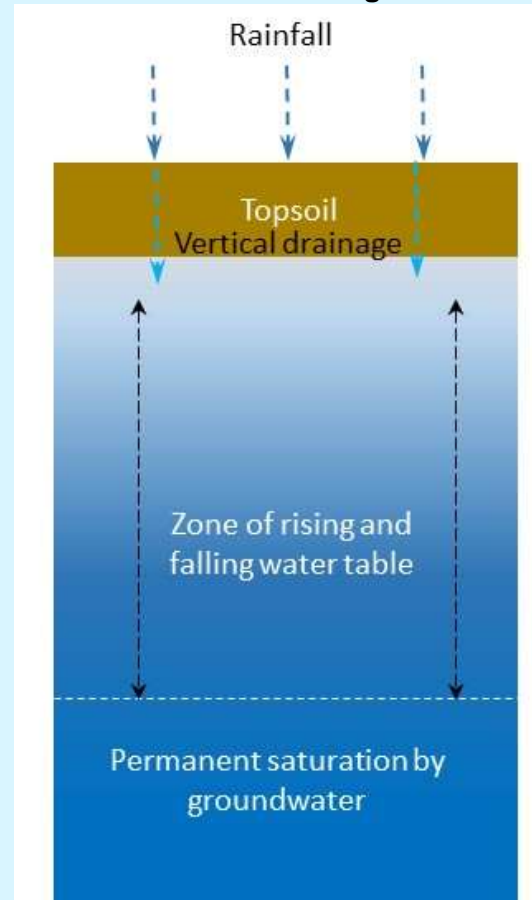 Rainfall
Topsoil
Vertical drainage
Zone of rising and
falling water table
Permanent saturation by
groundwater